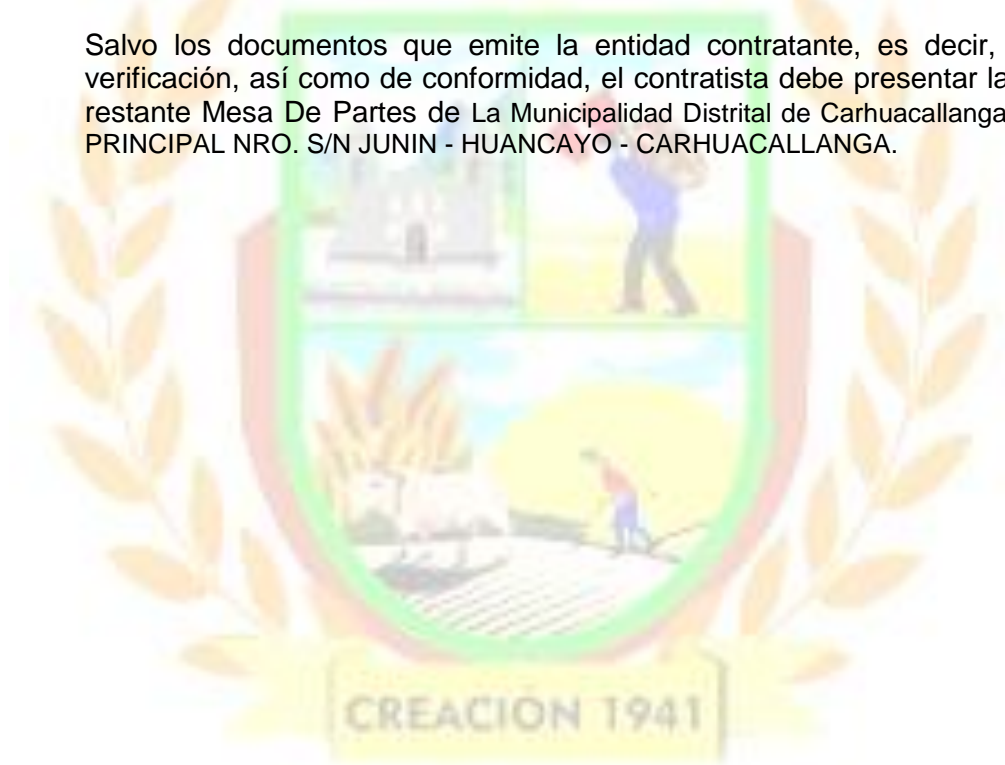 Salvo los documentos que emite la entidad contratante, es decir,
verificación, así como de conformidad, el contratista debe presentar la
restante Mesa De Partes de La Municipalidad Distrital de Carhuacallanga
PRINCIPAL NRO. S/N JUNIN - HUANCAYO - CARHUACALLANGA.
CREACIÓN 1941